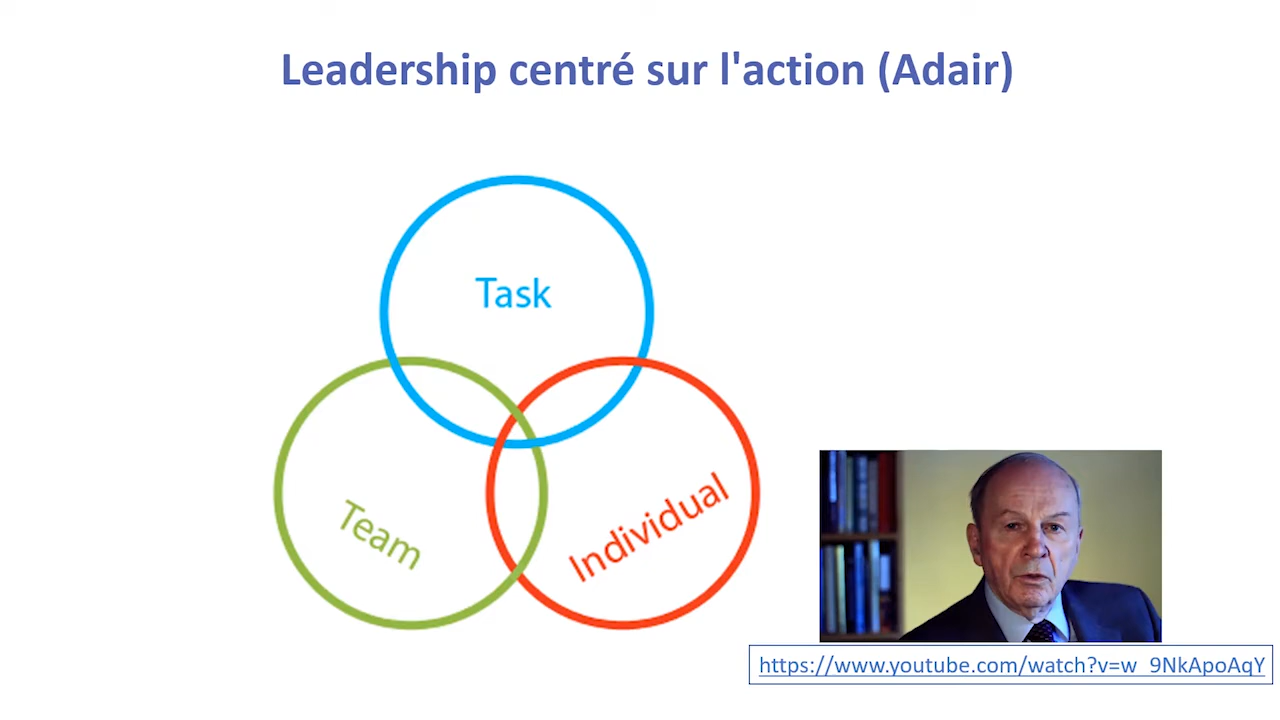 Leadership centré sur l'action (Adair)
Task
Team
Individual
https://www.youtube.com/watch?v=w_9NkApoAqY